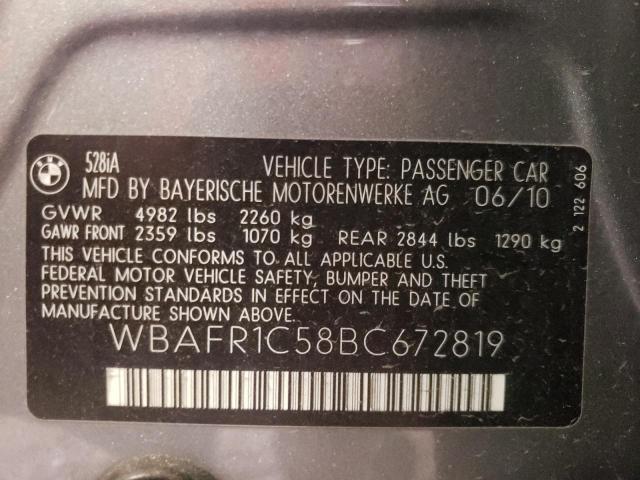 BMW
528iA
VEHICLE TYPE: PASSENGER CAR
MFD BY BAYERISCHE MOTORENWERKE AG 06/10
GVWR 4982 lbs 2260 kg
GAWR FRONT 2359 lbs 1070 kg REAR 2844 lbs 1290 kg
THIS VEHICLE CONFORMS TO ALL APPLICABLE U.S.
FEDERAL MOTOR VEHICLE SAFETY, BUMPER AND THEFT
PREVENTION STANDARDS IN EFFECT ON THE DATE OF
MANUFACTURE SHOWN ABOVE.
WBAFR1C58BC672819
2 122 606